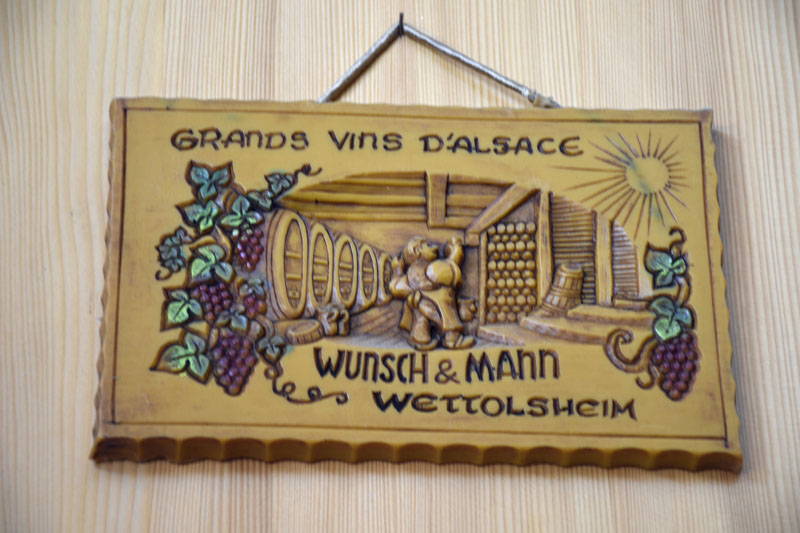 GRANDS VINS D'ALSACE
WUNSCH & MANN
WETTOLSHEIM